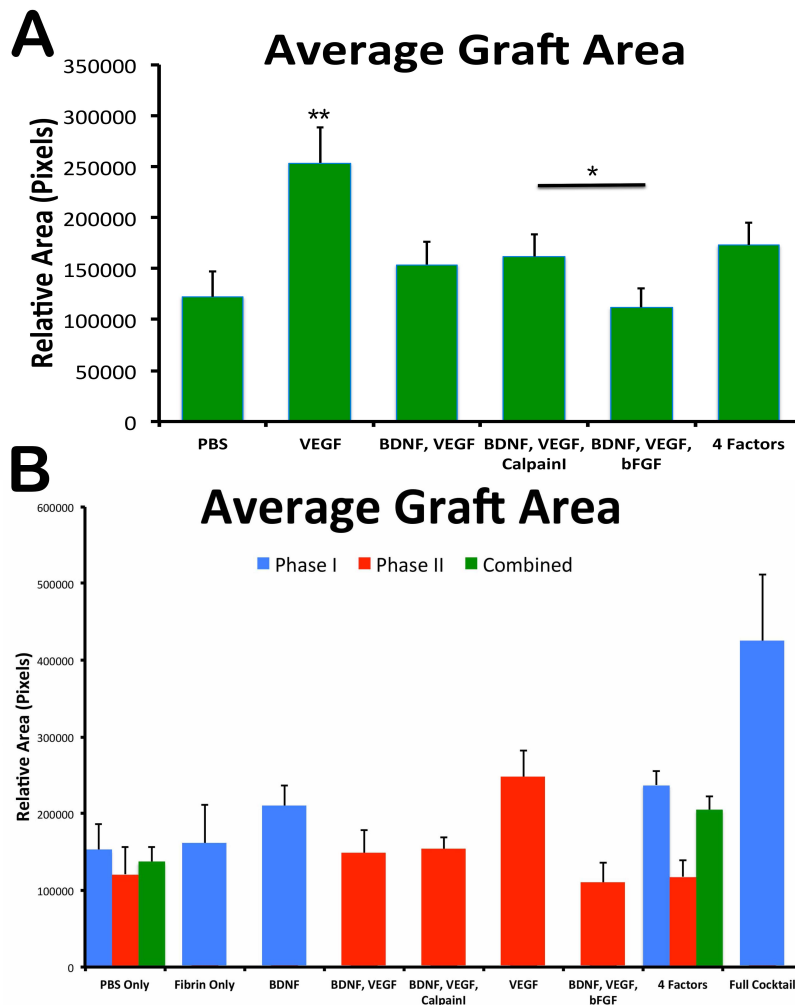 A
Average Graft Area
Relative Area (Pixels)
350000
300000
250000
200000
150000
100000
50000
0
**
*
PBS
VEGF
BDNF, VEGF
BDNF, VEGF,
CalpainI
BDNF, VEGF,
bFGF
4 Factors
B
Average Graft Area
Relative Area (Pixels)
600000
500000
400000
300000
200000
100000
0
Phase I
Phase II
Combined
PBS Only
Fibrin Only
BDNF
BDNF, VEGF
BDNF, VEGF,
CalpainI
VEGF
BDNF, VEGF,
bFGF
4 Factors
Full Cocktail